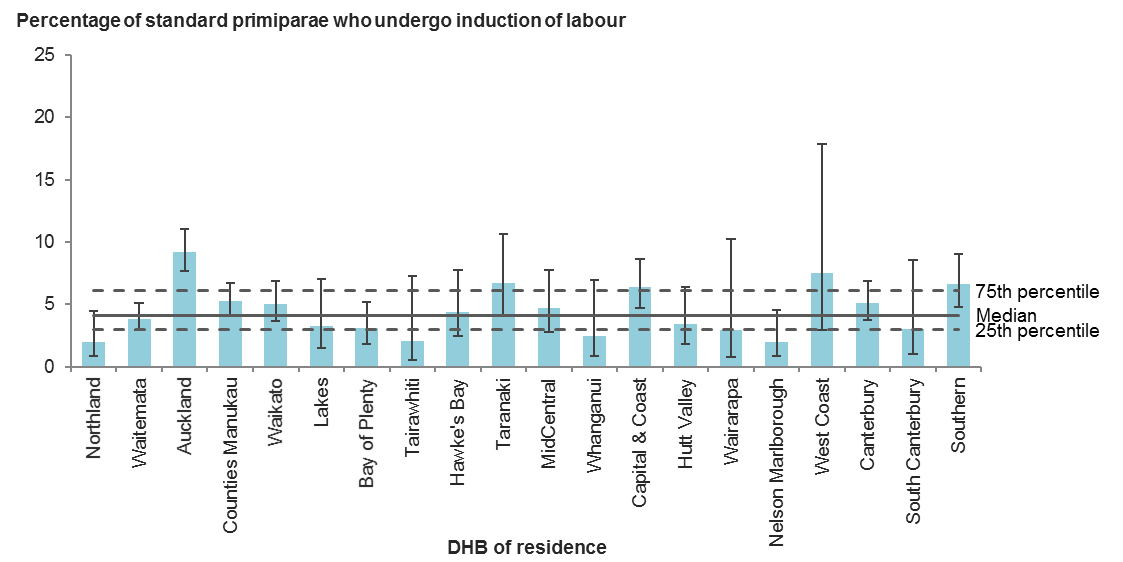 Percentage of standard primiparae who undergo induction of labour
25
20
15
10
5
0
75th percentile
Median
25th percentile
Northland
Waitemata
Auckland
Counties Manukau
Waikato
Lakes
Bay of Plenty
Tairawhiti
Hawke's Bay
Taranaki
MidCentral
Whanganui
Capital & Coast
Hutt Valley
Wairarapa
Nelson Marlborough
West Coast
Canterbury
South Canterbury
Southern
DHB of residence